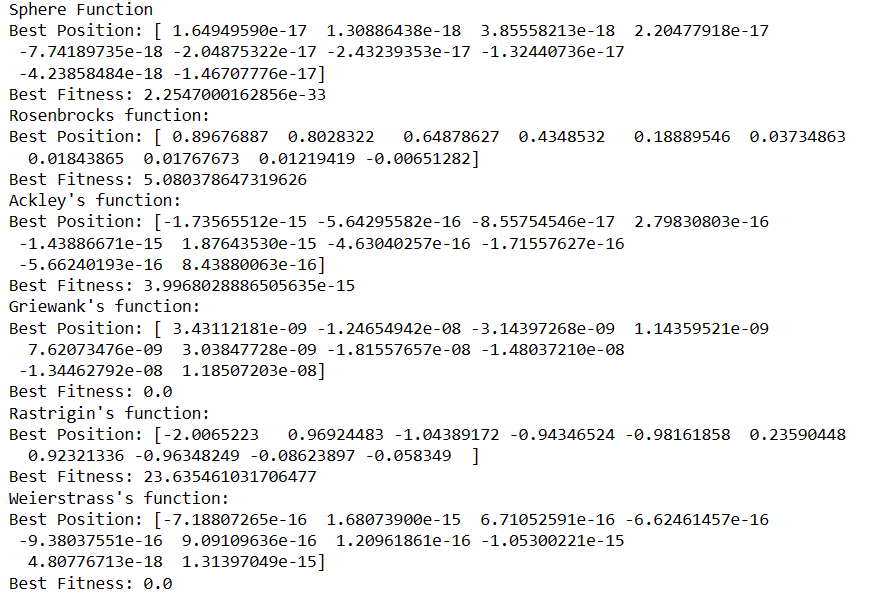 Sphere Function
Best Position: [ 1.64949590e-17  1.30886438e-18  3.85558213e-18  2.20477918e-17
 -7.74189735e-18 -2.04875322e-17 -2.43239353e-17 -1.32440736e-17
 -4.23858484e-18 -1.46707776e-17]
Best Fitness: 2.2547000162856e-33
Rosenbrocks function:
Best Position: [ 0.89676887  0.8028322   0.64878627  0.4348532   0.18889546  0.03734863
  0.01843865  0.01767673  0.01219419 -0.00651282]
Best Fitness: 5.080378647319626
Ackley's function:
Best Position: [-1.73565512e-15 -5.64295582e-16 -8.55754546e-17  2.79830803e-16
 -1.43886671e-15  1.87643530e-15 -4.63040257e-16 -1.71557627e-16
 -5.66240193e-16  8.43880063e-16]
Best Fitness: 3.9968028886505635e-15
Griewank's function:
Best Position: [ 3.43112181e-09 -1.24654942e-08 -3.14397268e-09  1.14359521e-09
  7.62073476e-09  3.03847728e-09 -1.81557657e-08 -1.48037210e-08
 -1.34462792e-08  1.18507203e-08]
Best Fitness: 0.0
Rastrigin's function:
Best Position: [-2.0065223   0.96924483 -1.04389172 -0.94346524 -0.98161858  0.23590448
  0.92321336 -0.96348249 -0.08623897 -0.058349  ]
Best Fitness: 23.635461031706477
Weierstrass's function:
Best Position: [-7.18807265e-16  1.68073900e-15  6.71052591e-16 -6.62461457e-16
 -9.38037551e-16  9.09109636e-16  1.20961861e-16 -1.05300221e-15
  4.80776713e-18  1.31397049e-15]
Best Fitness: 0.0